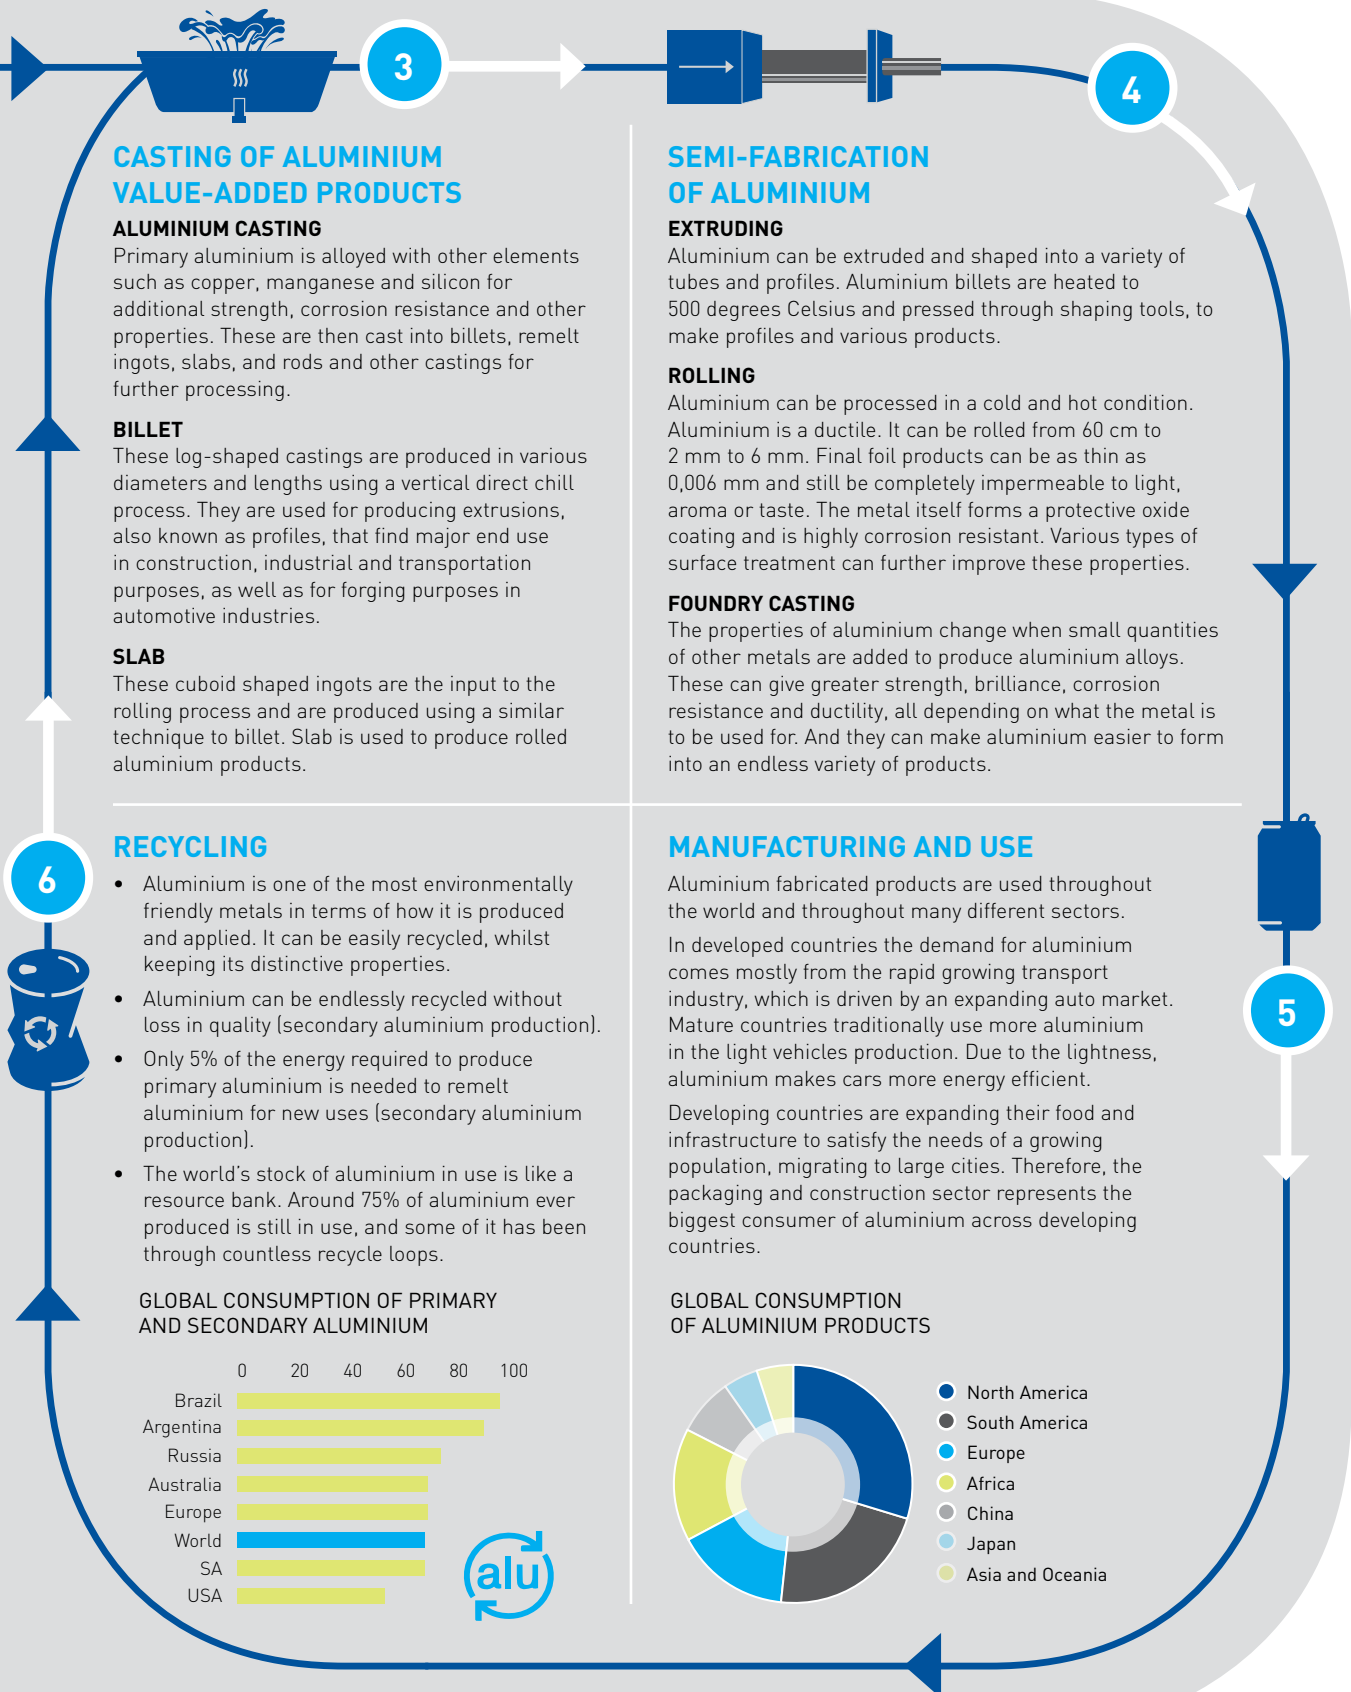 3
4
CASTING OF ALUMINIUM
VALUE-ADDED PRODUCTS
ALUMINIUM CASTING
Primary aluminium is alloyed with other elements
such as copper, manganese and silicon for
additional strength, corrosion resistance and other
properties. These are then cast into billets, remelt
ingots, slabs, and rods and other castings for
further processing.
BILLET
These log-shaped castings are produced in various
diameters and lengths using a vertical direct chill
process. They are used for producing extrusions,
also known as profiles, that find major end use
in construction, industrial and transportation
purposes, as well as for forging purposes in
automotive industries.
SLAB
These cuboid shaped ingots are the input to the
rolling process and are produced using a similar
technique to billet. Slab is used to produce rolled
aluminium products.
SEMI-FABRICATION
OF ALUMINIUM
EXTRUDING
Aluminium can be extruded and shaped into a variety of
tubes and profiles. Aluminium billets are heated to
500 degrees Celsius and pressed through shaping tools, to
make profiles and various products.
ROLLING
Aluminium can be processed in a cold and hot condition.
Aluminium is a ductile. It can be rolled from 60 cm to
2 mm to 6 mm. Final foil products can be as thin as
0,006 mm and still be completely impermeable to light,
aroma or taste. The metal itself forms a protective oxide
coating and is highly corrosion resistant. Various types of
surface treatment can further improve these properties.
FOUNDRY CASTING
The properties of aluminium change when small quantities
of other metals are added to produce aluminium alloys.
These can give greater strength, brilliance, corrosion
resistance and ductility, all depending on what the metal is
to be used for. And they can make aluminium easier to form
into an endless variety of products.
6
RECYCLING
• Aluminium is one of the most environmentally
friendly metals in terms of how it is produced
and applied. It can be easily recycled, whilst
keeping its distinctive properties.
• Aluminium can be endlessly recycled without
loss in quality (secondary aluminium production).
• Only 5% of the energy required to produce
primary aluminium is needed to remelt
aluminium for new uses (secondary aluminium
production).
• The world's stock of aluminium in use is like a
resource bank. Around 75% of aluminium ever
produced is still in use, and some of it has been
through countless recycle loops.
GLOBAL CONSUMPTION OF PRIMARY
AND SECONDARY ALUMINIUM
0 20 40 60 80 100
Brazil
Argentina
Russia
Australia
Europe
World
SA
USA
alu
MANUFACTURING AND USE
Aluminium fabricated products are used throughout
the world and throughout many different sectors.
In developed countries the demand for aluminium
comes mostly from the rapid growing transport
industry, which is driven by an expanding auto market.
Mature countries traditionally use more aluminium
in the light vehicles production. Due to the lightness,
aluminium makes cars more energy efficient.
Developing countries are expanding their food and
infrastructure to satisfy the needs of a growing
population, migrating to large cities. Therefore, the
packaging and construction sector represents the
biggest consumer of aluminium across developing
countries.
5
GLOBAL CONSUMPTION
OF ALUMINIUM PRODUCTS
North America
South America
Europe
Africa
China
Japan
Asia and Oceania